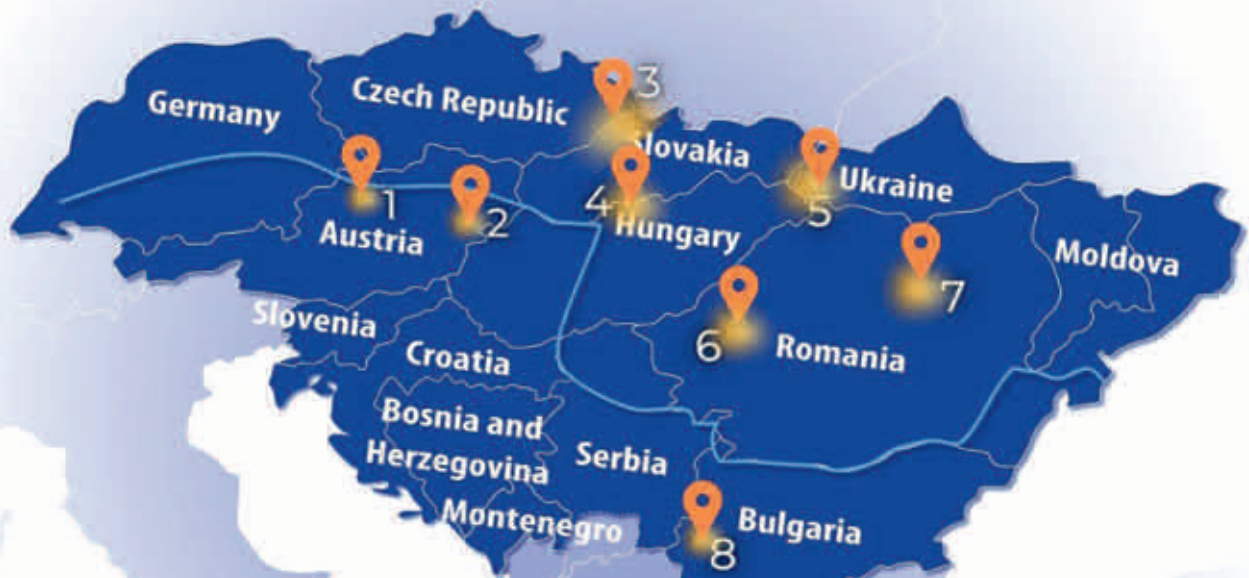 3
Czech Republic
Germany
Slovakia
Ukraine
1
2
4
5
Hungary
Austria
Moldova
7
Slovenia
6
Romania
Croatia
Bosnia and
Herzegovina
Serbia
Montenegro
Bulgaria
8